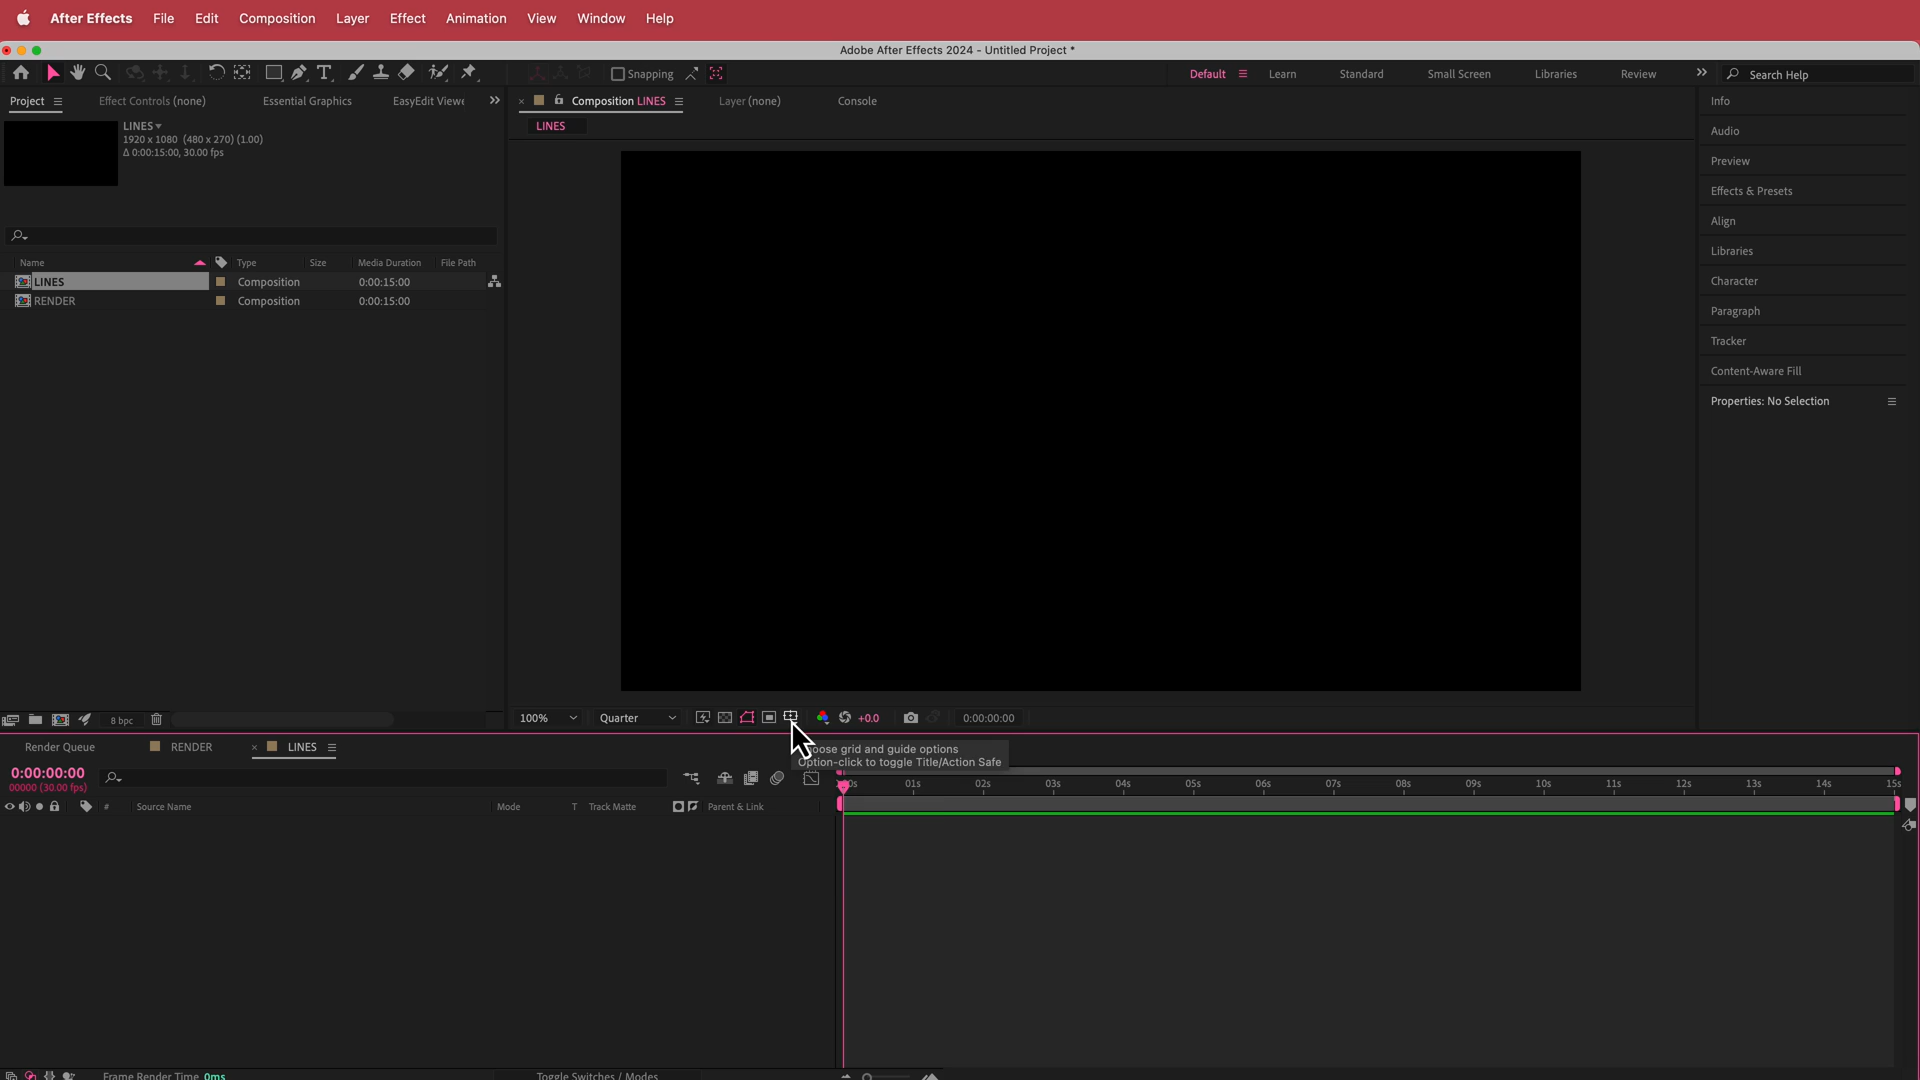 After Effects File Edit Composition Layer Effect Animation View Window Help
Adobe After Effects 2024 - Untitled Project *
Snapping
Default Learn Standard Small Screen Libraries Review Search Help
Project Effect Controls (none) Essential Graphics EasyEdit Viewe
Composition LINES Layer (none) Console
LINES
LINES
1920 x 1080 (480 x 270) (1.00)
Δ 0:00:15:00, 30.00 fps
Name Type Size Media Duration File Path
LINES Composition 0:00:15:00
RENDER Composition 0:00:15:00
Info
Audio
Preview
Effects & Presets
Align
Libraries
Character
Paragraph
Tracker
Content-Aware Fill
Properties: No Selection
8 bpc
100% Quarter +0.0 0:00:00:00
oose grid and guide options
Option-click to toggle Title/Action Safe
Render Queue RENDER LINES
0:00:00:00
00000 (30.00 fps)
Source Name Mode T Track Matte Parent & Link
01s 02s 03s 04s 05s 06s 07s 08s 09s 10s 11s 12s 13s 14s 15s
Frame Render Time 0ms Toggle Switches / Modes